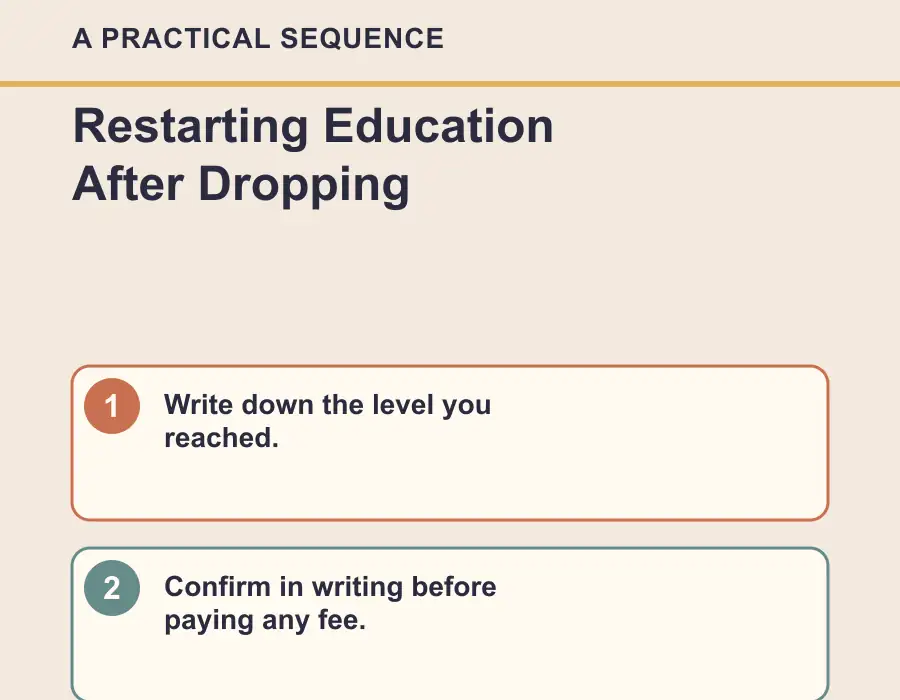 A PRACTICAL SEQUENCE
Restarting Education
After Dropping
1
Write down the level you
reached.
2
Confirm in writing before
paying any fee.